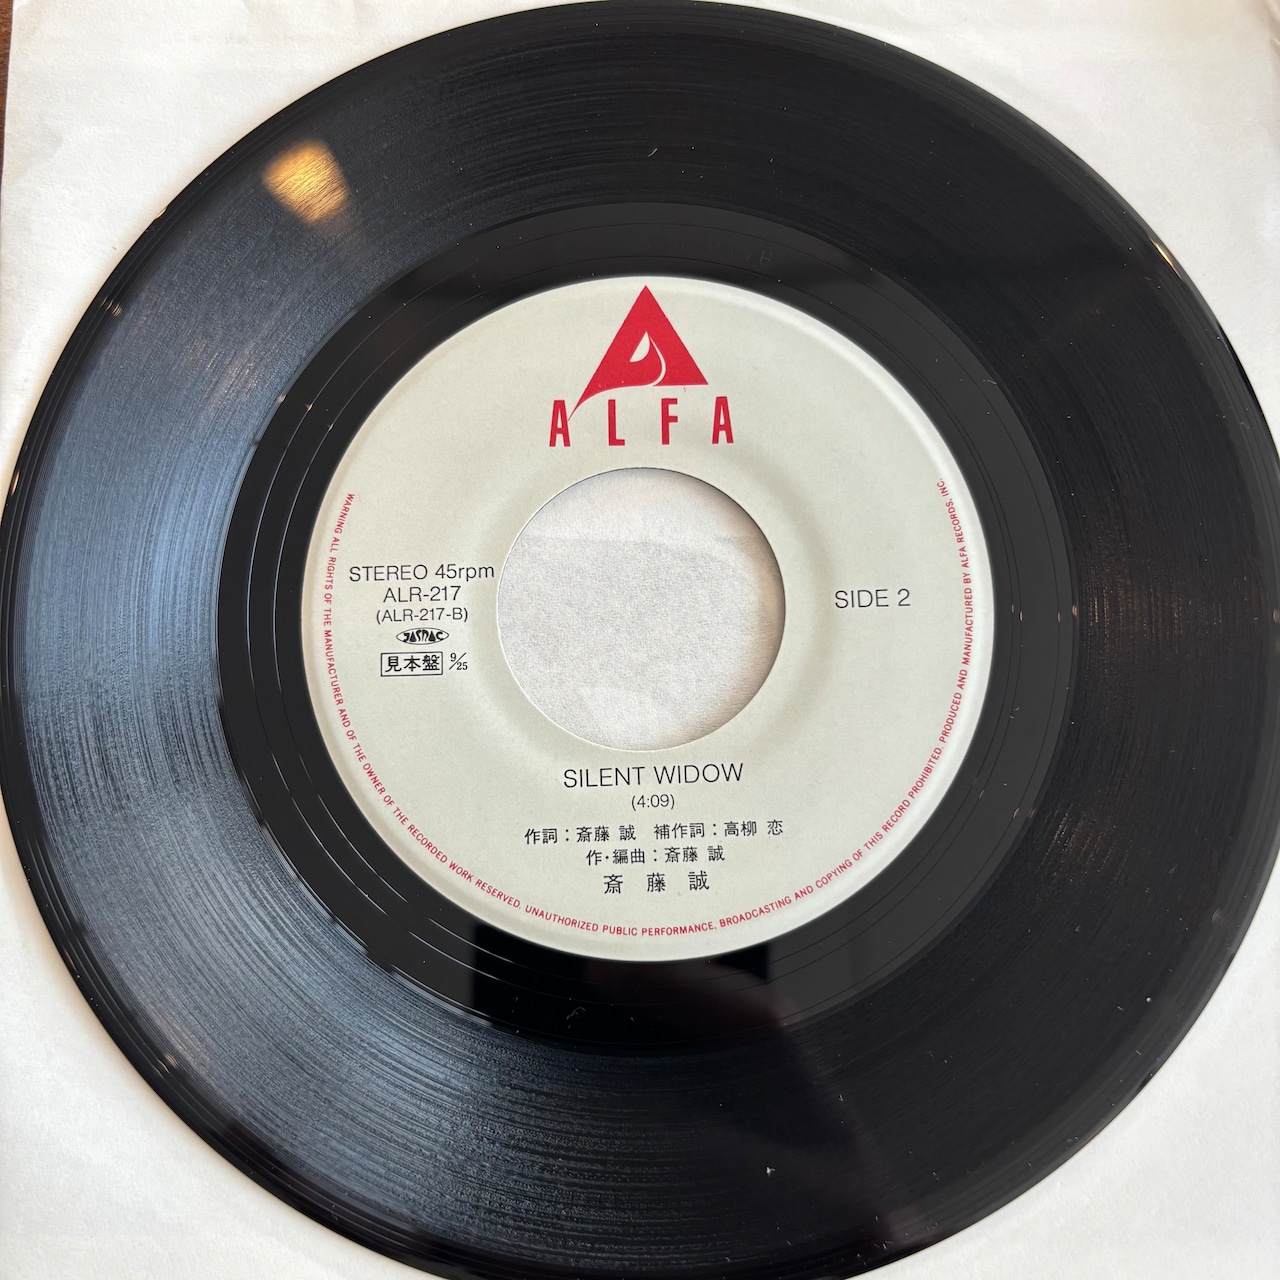 ALFA
STEREO 45rpm
ALR-217
(ALR-217-B)
JASRAC
見本盤 9/25
SIDE 2
SILENT WIDOW
(4:09)
作詞：斎藤 誠　補作詞：高柳 恋
作・編曲：斎藤 誠
斎 藤 誠
WARNING ALL RIGHTS OF THE MANUFACTURER AND OF THE OWNER OF THE RECORDED WORK RESERVED. UNAUTHORIZED PUBLIC PERFORMANCE, BROADCASTING AND COPYING OF THIS RECORD PROHIBITED. PRODUCED AND MANUFACTURED BY ALFA RECORDS, INC.